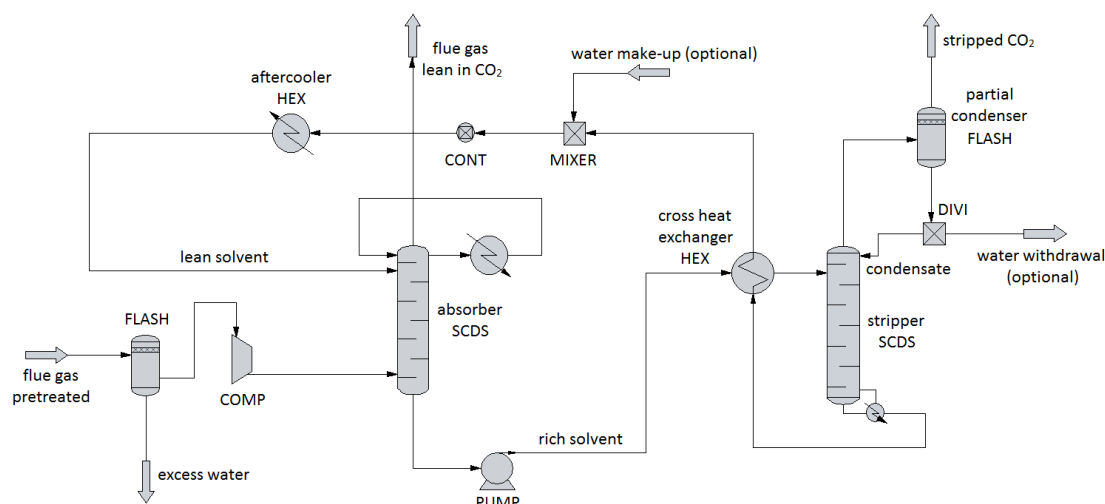 flue gas
lean in CO₂
water make-up (optional)
stripped CO₂
aftercooler
HEX
partial
condenser
FLASH
CONT
MIXER
DIVI
cross heat
exchanger
HEX
lean solvent
condensate
water withdrawal
(optional)
FLASH
absorber
SCDS
stripper
SCDS
flue gas
pretreated
COMP
rich solvent
excess water
PUMP